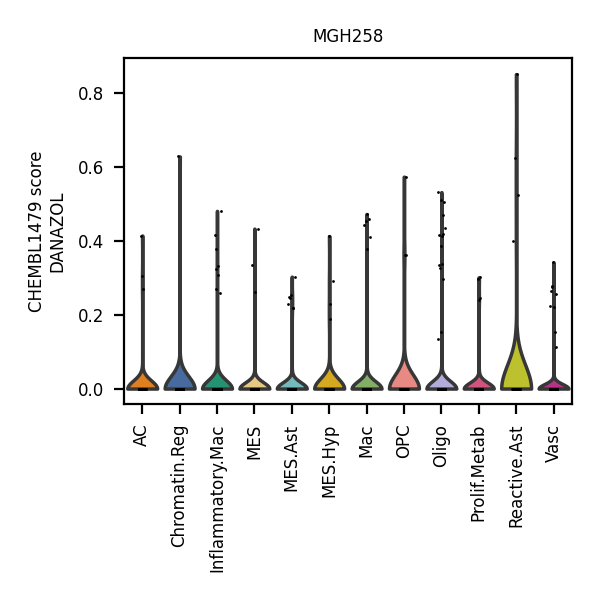 MGH258
CHEMBL1479 score
DANAZOL
0.8
0.6
0.4
0.2
0.0
AC
Chromatin.Reg
Inflammatory.Mac
MES
MES.Ast
MES.Hyp
Mac
OPC
Oligo
Prolif.Metab
Reactive.Ast
Vasc